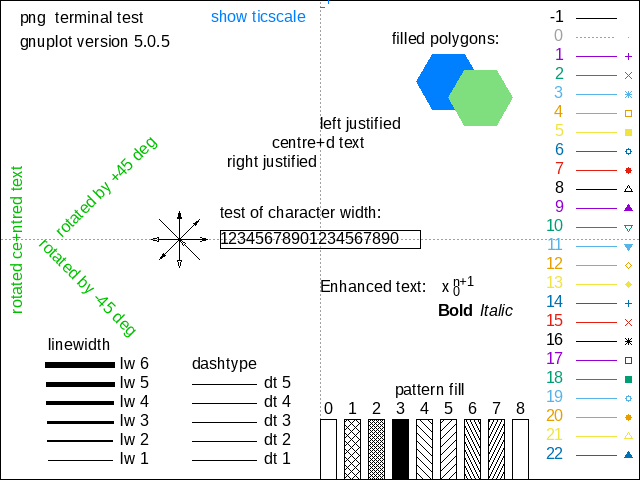 png  terminal test
show ticscale
gnuplot version 5.0.5
filled polygons:
left justified
centre+d text
right justified
rotated ce+ntred text
rotated by +45 deg
rotated by -45 deg
test of character width:
12345678901234567890
Enhanced text:   x n+1 0
Bold Italic
linewidth
lw 6
lw 5
lw 4
lw 3
lw 2
lw 1
dashtype
dt 5
dt 4
dt 3
dt 2
dt 1
pattern fill
0 1 2 3 4 5 6 7 8
-1
0
1
2
3
4
5
6
7
8
9
10
11
12
13
14
15
16
17
18
19
20
21
22